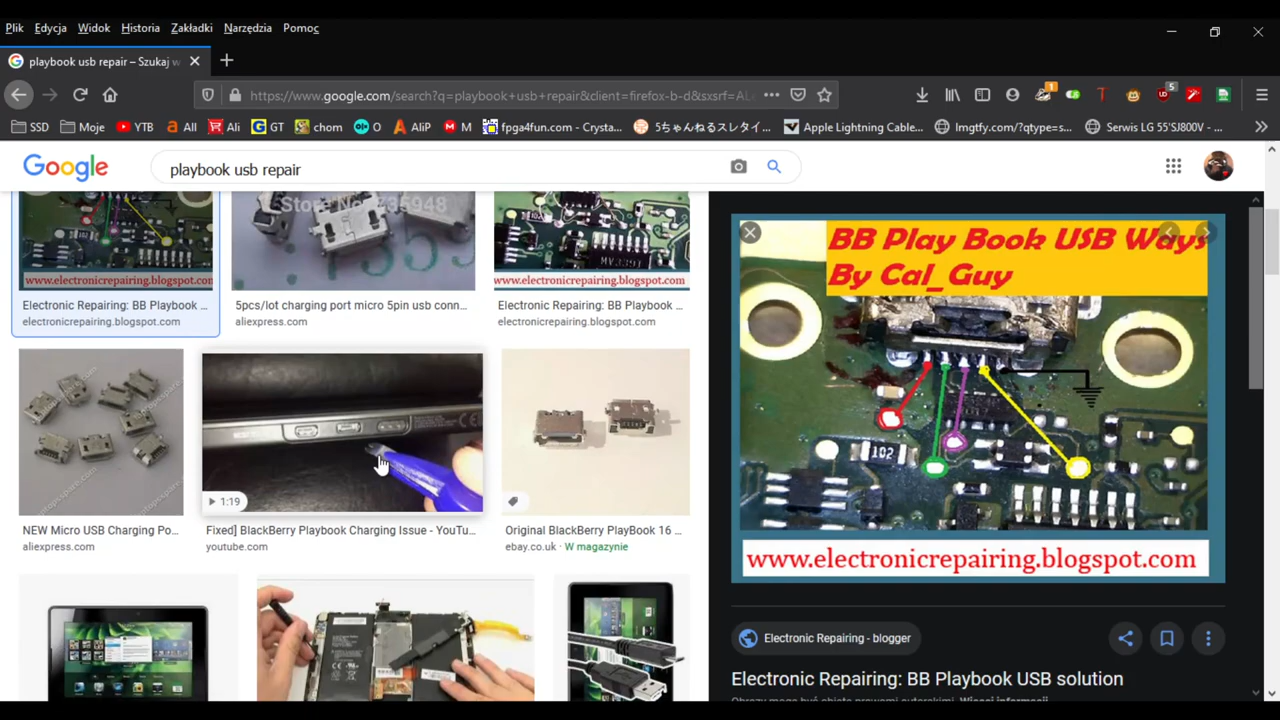 Plik Edycja Widok Historia Zakładki Narzędzia Pomoc
playbook usb repair – Szukaj w
https://www.google.com/search?q=playbook+usb+repair&client=firefox-b-d&sxsrf=AL
1 5
SSD Moje YTB All Ali GT chom O AliP M fpga4fun.com - Crysta... 5ちゃんねるスレタイ... Apple Lightning Cable... lmgtfy.com/?qtype=s... Serwis LG 55'SJ800V - ...
Google
playbook usb repair
Store No
www.electronicrepairing.blogspot.com
www.electronicrepairing.blogspot.com
Electronic Repairing: BB Playbook ...
electronicrepairing.blogspot.com
5pcs/lot charging port micro 5pin usb conn...
aliexpress.com
Electronic Repairing: BB Playbook ...
electronicrepairing.blogspot.com
1:19
NEW Micro USB Charging Po...
aliexpress.com
Fixed] BlackBerry Playbook Charging Issue - YouTu...
youtube.com
Original BlackBerry PlayBook 16 ...
ebay.co.uk · W magazynie
BB Play Book USB Ways
By Cal_Guy
102
www.electronicrepairing.blogspot.com
Electronic Repairing - blogger
Electronic Repairing: BB Playbook USB solution